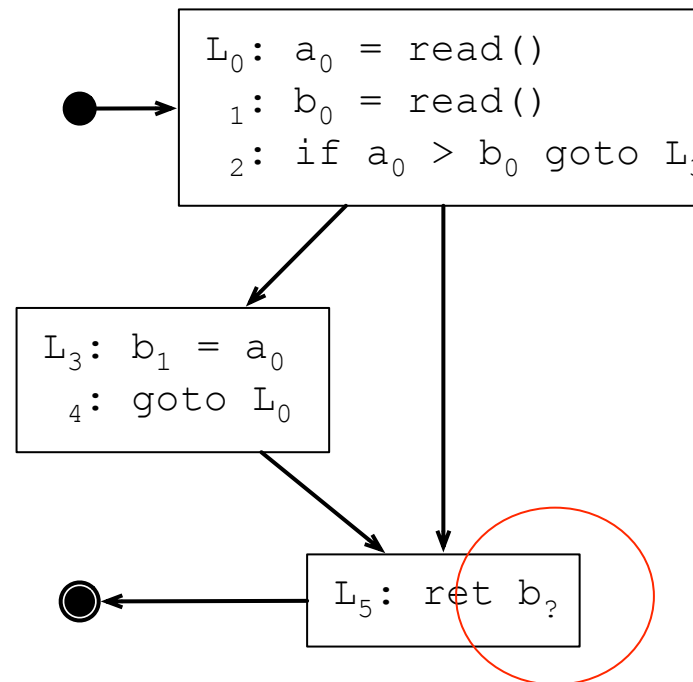 L₀: a₀ = read()
₁: b₀ = read()
₂: if a₀ > b₀ goto L₃
L₃: b₁ = a₀
₄: goto L₀
L₅: ret b?